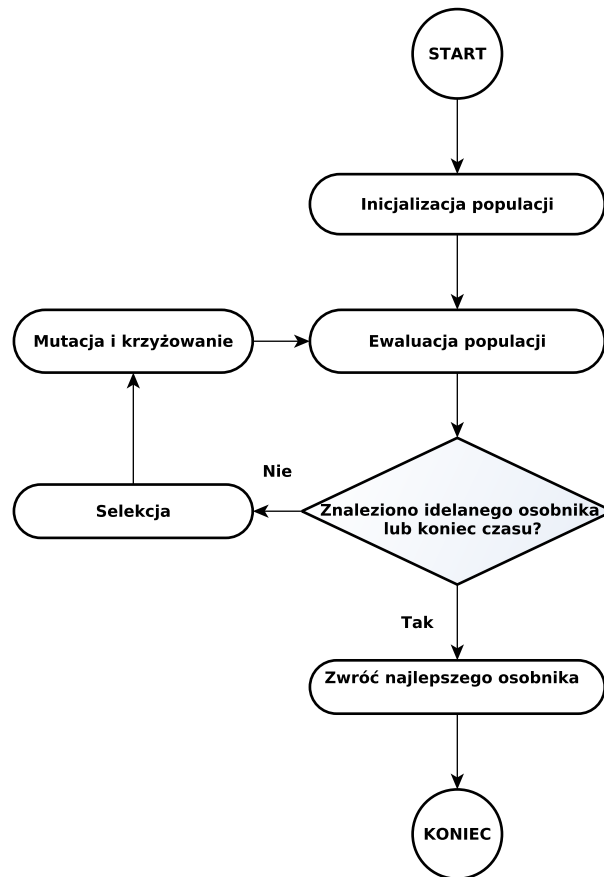 START
Inicjalizacja populacji
Mutacja i krzyżowanie
Ewaluacja populacji
Nie
Selekcja
Znaleziono idelanego osobnika
lub koniec czasu?
Tak
Zwróć najlepszego osobnika
KONIEC